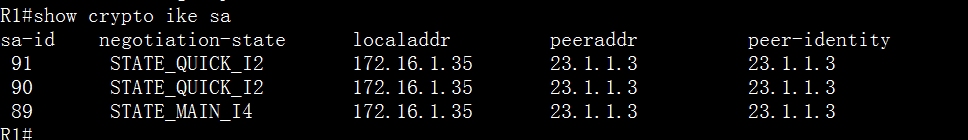 R1#show crypto ike sa
sa-id negotiation-state localaddr peeraddr peer-identity
91 STATE_QUICK_I2 172.16.1.35 23.1.1.3 23.1.1.3
90 STATE_QUICK_I2 172.16.1.35 23.1.1.3 23.1.1.3
89 STATE_MAIN_I4 172.16.1.35 23.1.1.3 23.1.1.3
R1#